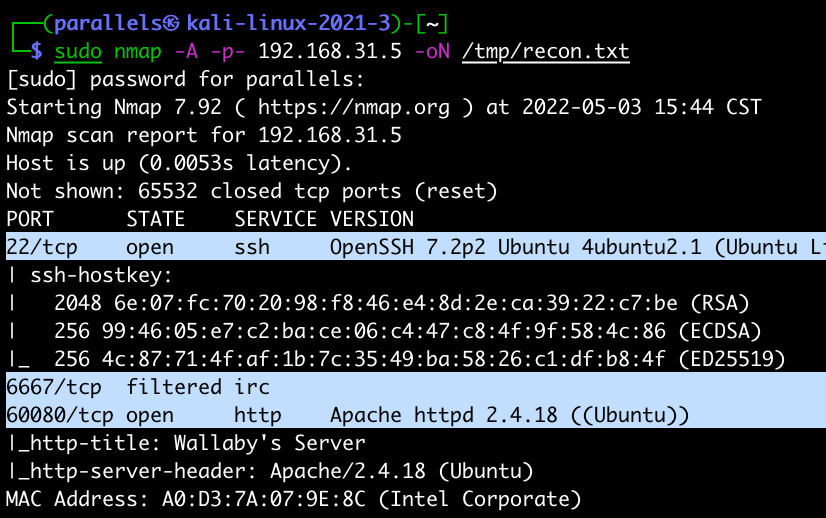 ┌──(parallels㉿kali-linux-2021-3)-[~]
└─$ sudo nmap -A -p- 192.168.31.5 -oN /tmp/recon.txt
[sudo] password for parallels:
Starting Nmap 7.92 ( https://nmap.org ) at 2022-05-03 15:44 CST
Nmap scan report for 192.168.31.5
Host is up (0.0053s latency).
Not shown: 65532 closed tcp ports (reset)
PORT      STATE    SERVICE VERSION
22/tcp    open     ssh     OpenSSH 7.2p2 Ubuntu 4ubuntu2.1 (Ubuntu
| ssh-hostkey:
|   2048 6e:07:fc:70:20:98:f8:46:e4:8d:2e:ca:39:22:c7:be (RSA)
|   256 99:46:05:e7:c2:ba:ce:06:c4:47:c8:4f:9f:58:4c:86 (ECDSA)
|_  256 4c:87:71:4f:af:1b:7c:35:49:ba:58:26:c1:df:b8:4f (ED25519)
6667/tcp  filtered irc
60080/tcp open     http    Apache httpd 2.4.18 ((Ubuntu))
|_http-title: Wallaby's Server
|_http-server-header: Apache/2.4.18 (Ubuntu)
MAC Address: A0:D3:7A:07:9E:8C (Intel Corporate)